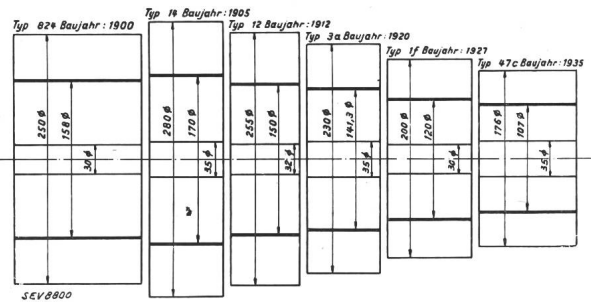 Typ 824 Baujahr: 1900
250 ϕ
158 ϕ
30 ϕ
Typ 14 Baujahr: 1905
280 ϕ
170 ϕ
35 ϕ
Typ 12 Baujahr: 1912
255 ϕ
150 ϕ
32 ϕ
Typ 3a Baujahr: 1920
230 ϕ
141,3 ϕ
35 ϕ
Typ 1f Baujahr: 1927
200 ϕ
120 ϕ
30 ϕ
Typ 47c Baujahr: 1935
176 ϕ
107 ϕ
35 ϕ
SEV8800